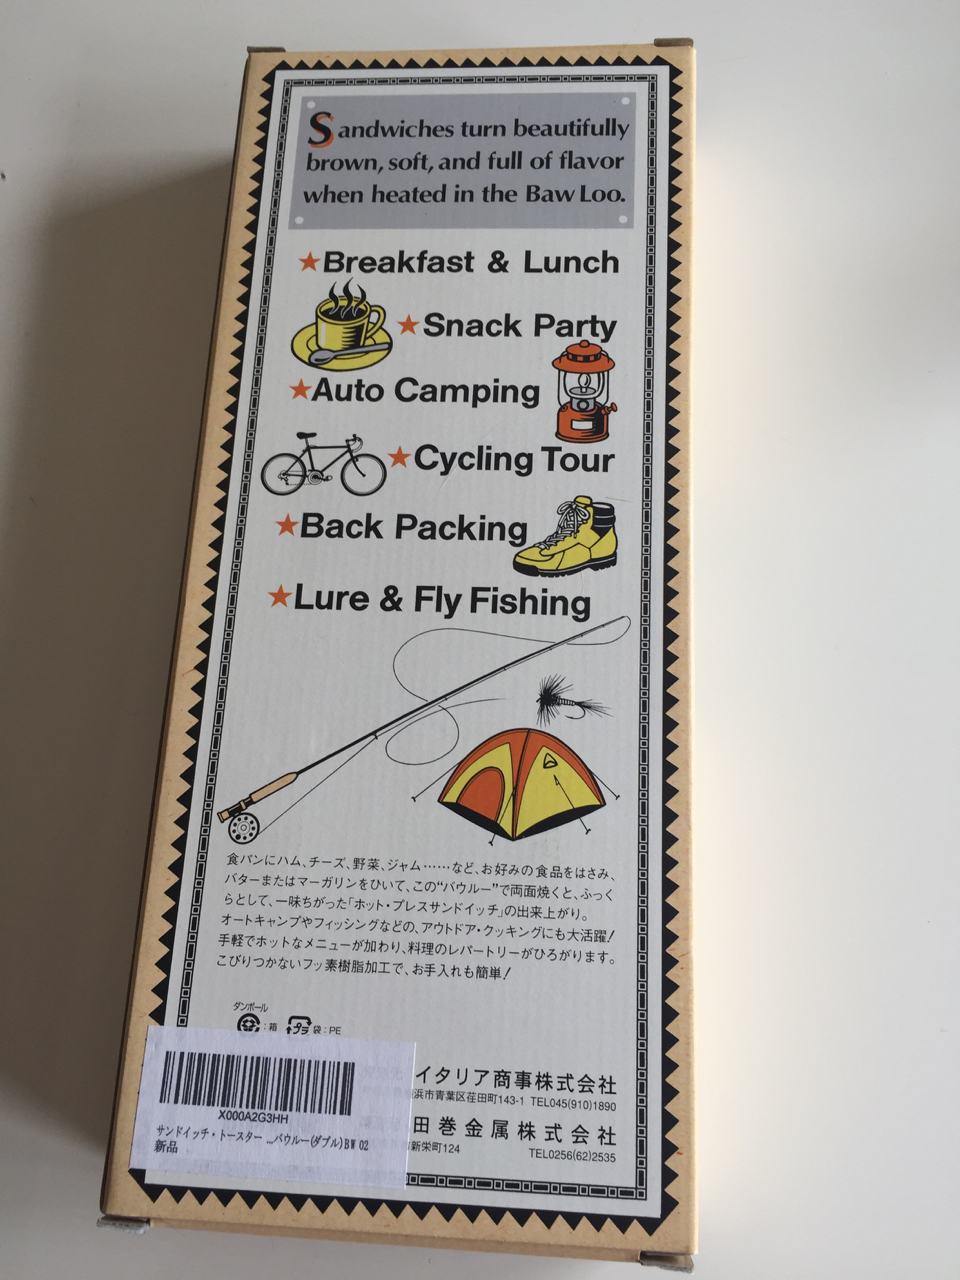 Sandwiches turn beautifully
brown, soft, and full of flavor
when heated in the Baw Loo.
★Breakfast & Lunch
★Snack Party
★Auto Camping
★Cycling Tour
★Back Packing
★Lure & Fly Fishing
食パンにハム、チーズ、野菜、ジャム……など、お好みの食品をはさみ、
バターまたはマーガリンをひいて、この“バウルー”で両面焼くと、ふっく
らとして、一味ちがった「ホット・プレスサンドイッチ」の出来上がり。
オートキャンプやフィッシングなどの、アウトドア・クッキングにも大活躍!
手軽でホットなメニューが加わり、料理のレパートリーがひろがります。
こびりつかないフッ素樹脂加工で、お手入れも簡単!
ダンボール
:箱 プラ 袋:PE
イタリア商事株式会社
浜市青葉区荏田町143-1 TEL045(910)1890
田巻金属株式会社
新栄町124 TEL0256(62)2535
X000A2G3HH
サンドイッチ・トースター ...バウルー(ダブル)BW 02
新品